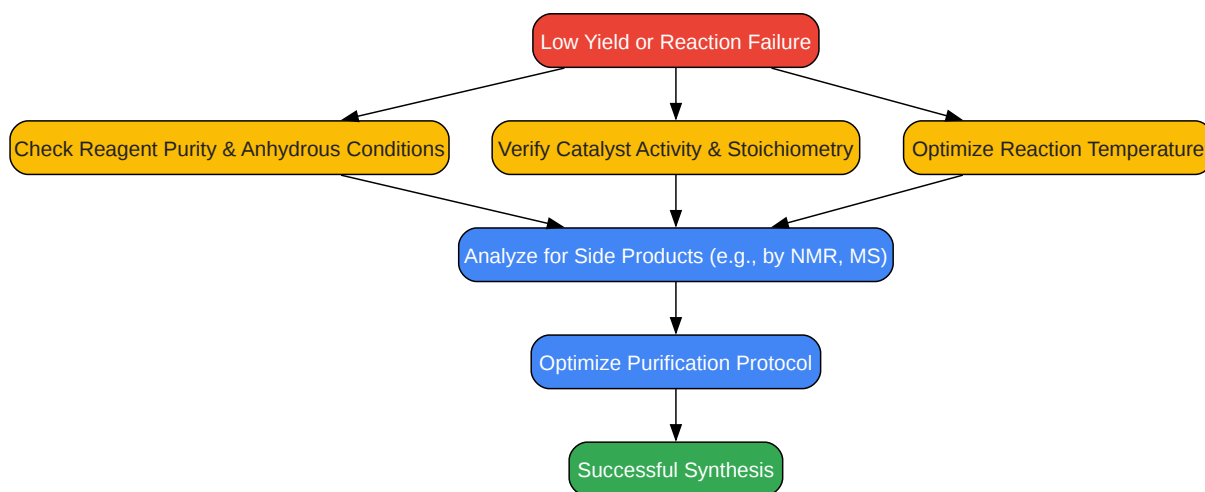 Low Yield or Reaction Failure
Check Reagent Purity & Anhydrous Conditions
Verify Catalyst Activity & Stoichiometry
Optimize Reaction Temperature
Analyze for Side Products (e.g., by NMR, MS)
Optimize Purification Protocol
Successful Synthesis